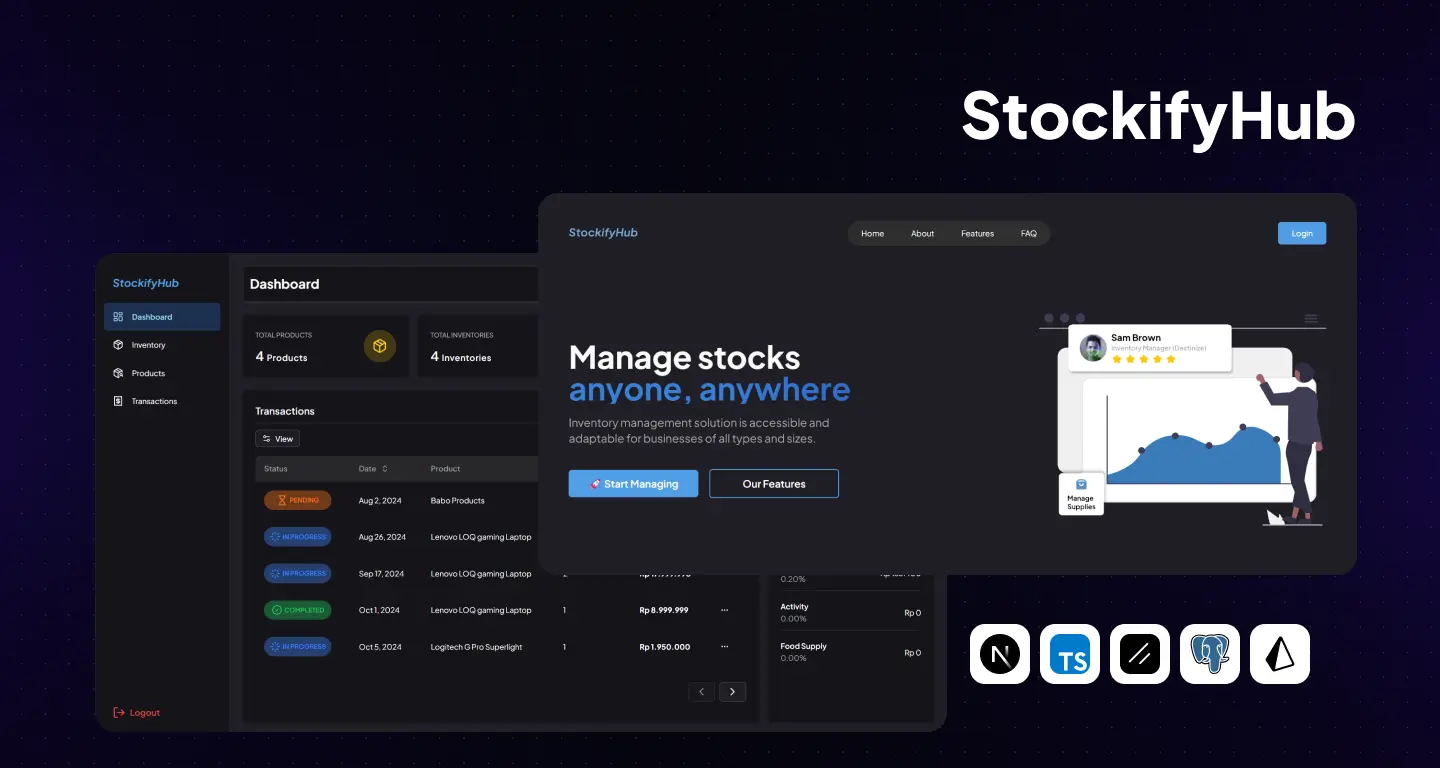 StockifyHub
StockifyHub
Home About Features FAQ
Login
Manage stocks
anyone, anywhere
Inventory management solution is accessible and
adaptable for businesses of all types and sizes.
🚀 Start Managing
Our Features
Sam Brown
Inventory Manager (Destinize)
Manage
Supplies
StockifyHub
Dashboard
Inventory
Products
Transactions
Logout
Dashboard
TOTAL PRODUCTS
4 Products
TOTAL INVENTORIES
4 Inventories
Transactions
View
Status Date Product
PENDING Aug 2, 2024 Babo Products
IN PROGRESS Aug 26, 2024 Lenovo LOQ gaming Laptop
IN PROGRESS Sep 17, 2024 Lenovo LOQ gaming Laptop
COMPLETED Oct 1, 2024 Lenovo LOQ gaming Laptop 1 Rp 8.999.999 ...
IN PROGRESS Oct 5, 2024 Logitech G Pro Superlight 1 Rp 1.950.000 ...
0.20%
Activity
0.00%
Rp 0
Food Supply
0.00%
Rp 0
N
TS